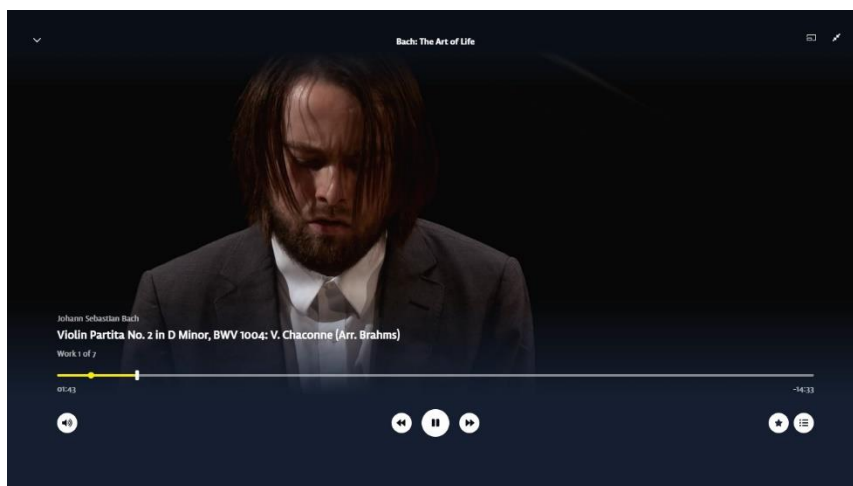 Bach: The Art of Life
Johann Sebastian Bach
Violin Partita No. 2 in D Minor, BWV 1004: V. Chaconne (Arr. Brahms)
Work 1 of 7
01:43
-14:33